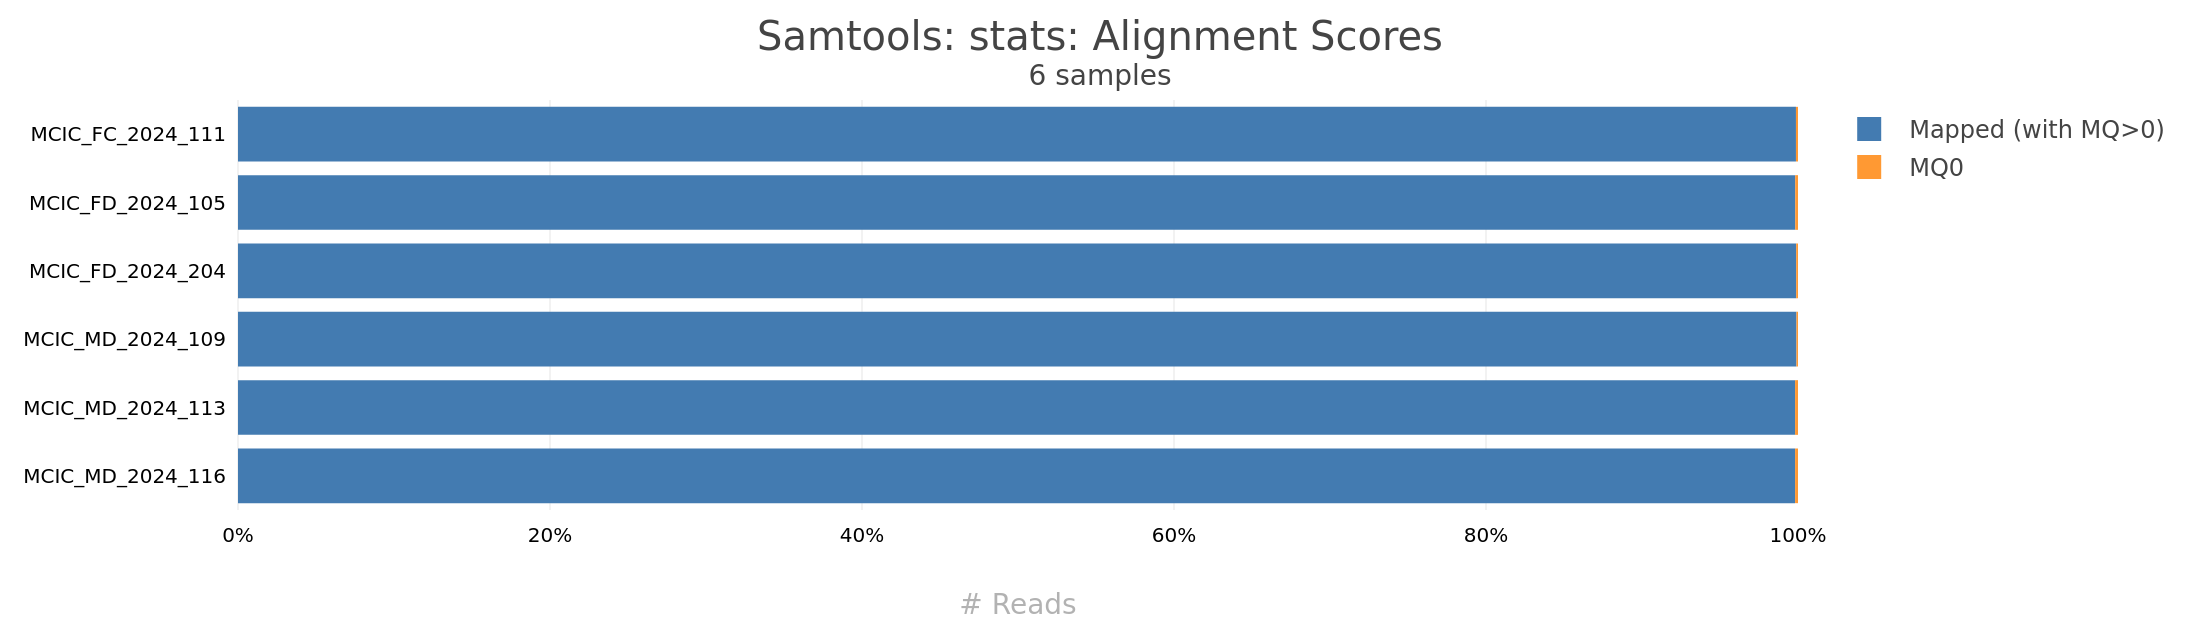 Samtools: stats: Alignment Scores
6 samples
MCIC_FC_2024_111
MCIC_FD_2024_105
MCIC_FD_2024_204
MCIC_MD_2024_109
MCIC_MD_2024_113
MCIC_MD_2024_116
0% 20% 40% 60% 80% 100%
# Reads
Mapped (with MQ>0)
MQ0